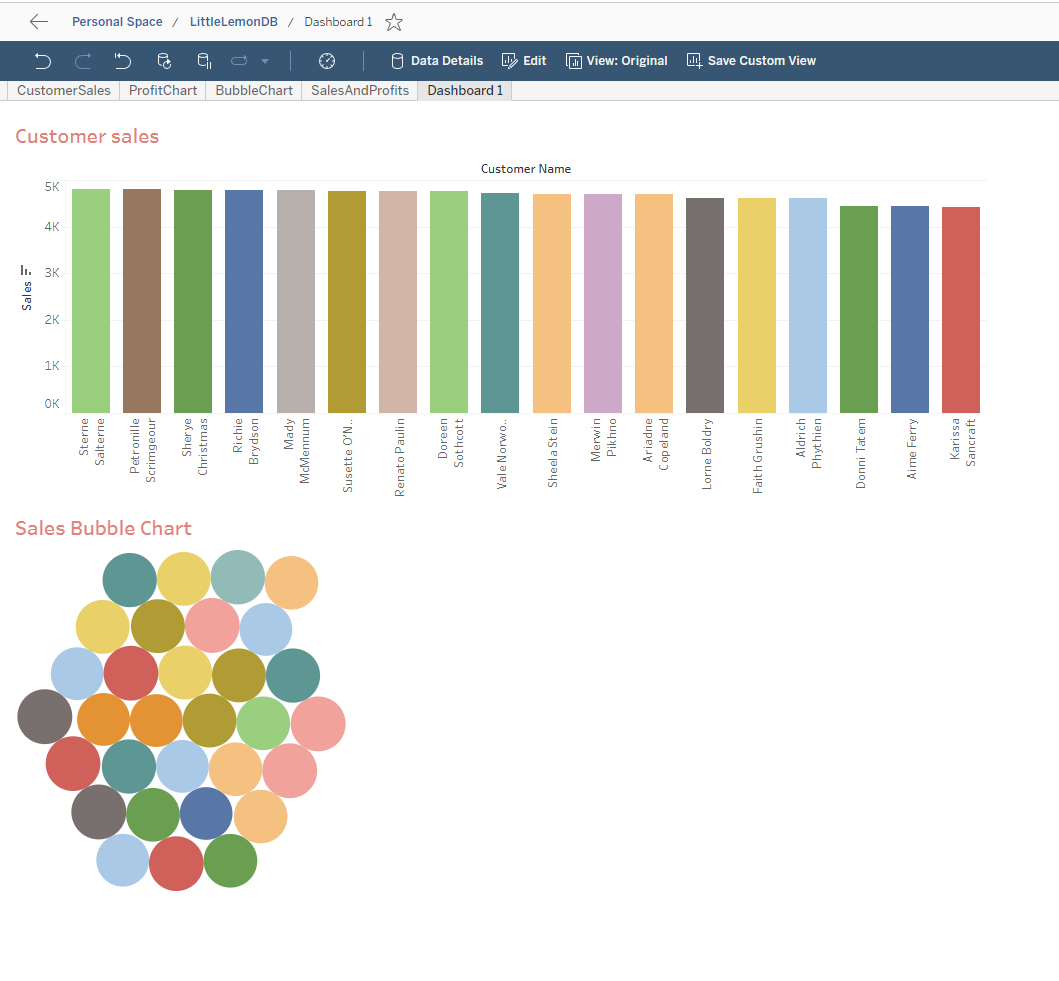 Personal Space / LittleLemonDB / Dashboard 1
Data Details Edit View: Original Save Custom View
CustomerSales ProfitChart BubbleChart SalesAndProfits Dashboard 1
Customer sales
Customer Name
5K
4K
3K
2K
1K
0K
Sales
Sterne
Salterne
Petronille
Scrimgeour
Sherye
Christmas
Richie
Brydson
Mady
McMennum
Susette O'N..
Renato Paulin
Doreen
Sothcott
Vale Norwo..
Sheela Stein
Merwin
Pikhno
Ariadne
Copeland
Lorne Boldry
Faith Grushin
Aldrich
Phythien
Donni Tatem
Aime Ferry
Karissa
Sancraft
Sales Bubble Chart